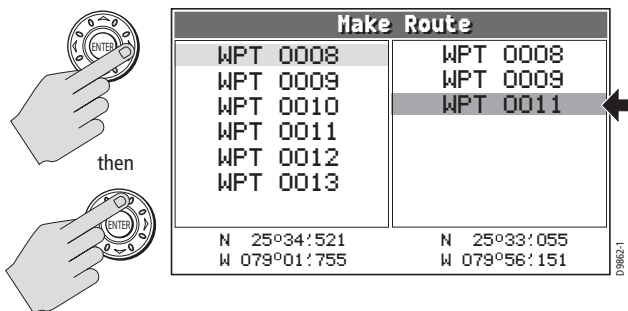 ENTER
then
ENTER
Make Route
WPT 0008
WPT 0009
WPT 0010
WPT 0011
WPT 0012
WPT 0013
WPT 0008
WPT 0009
WPT 0011
N 25°34!521
W 079°01!755
N 25°33!055
W 079°56!151
D9862-1